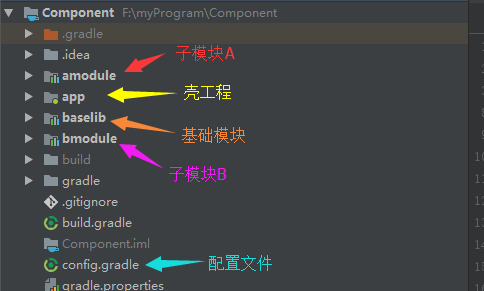 Component F:\myProgram\Component
.gradle
.idea
子模块A
amodule
app
壳工程
baselib
基础模块
bmodule
子模块B
build
gradle
.gitignore
build.gradle
Component.iml
config.gradle
配置文件
gradle.properties